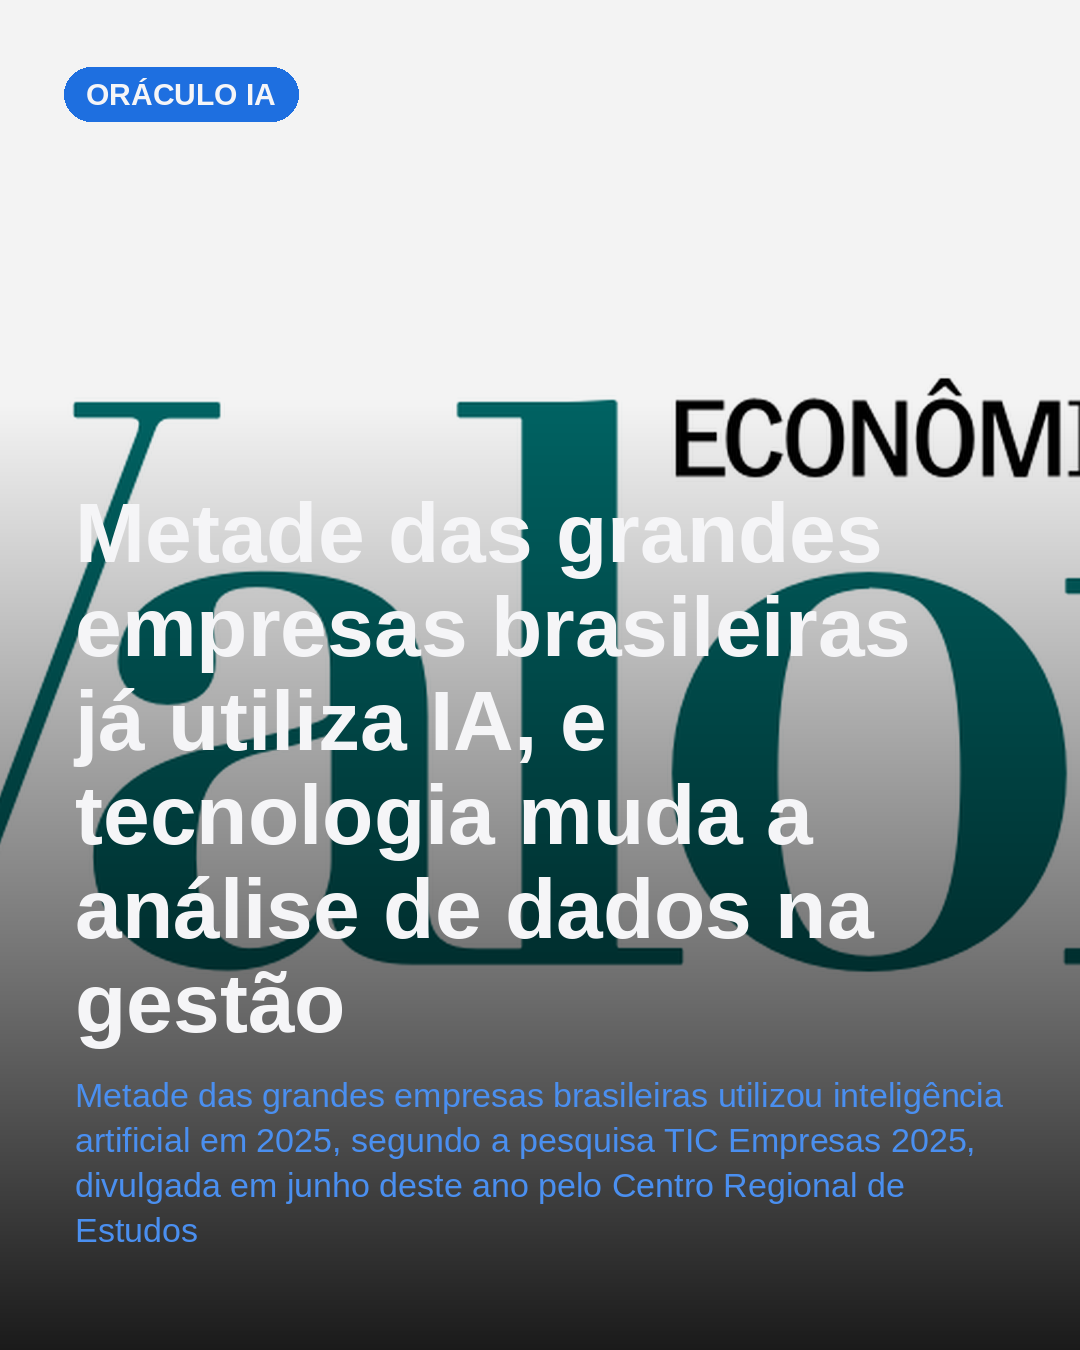 ORÁCULO IA
Valor
ECONÔMI
Metade das grandes
empresas brasileiras
já utiliza IA, e
tecnologia muda a
análise de dados na
gestão
Metade das grandes empresas brasileiras utilizou inteligência
artificial em 2025, segundo a pesquisa TIC Empresas 2025,
divulgada em junho deste ano pelo Centro Regional de
Estudos